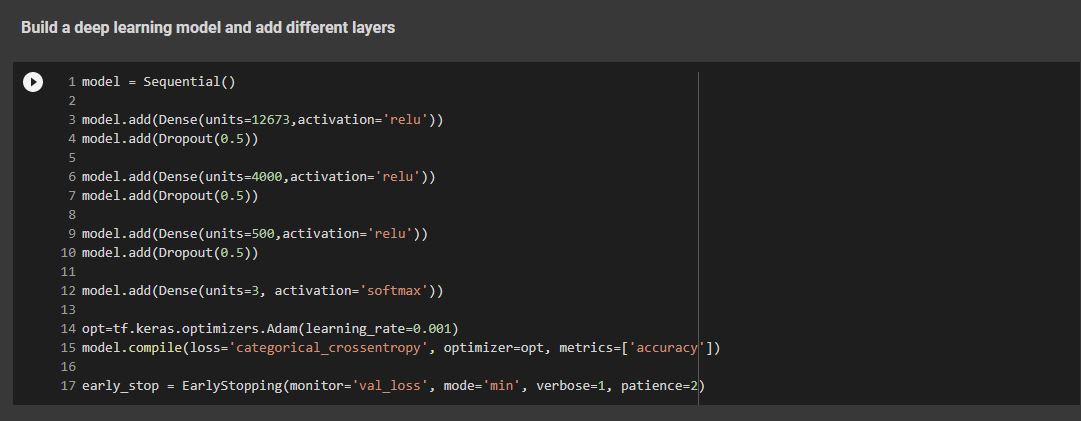 Build a deep learning model and add different layers
1 model = Sequential()
2
3 model.add(Dense(units=12673,activation='relu'))
4 model.add(Dropout(0.5))
5
6 model.add(Dense(units=4000,activation='relu'))
7 model.add(Dropout(0.5))
8
9 model.add(Dense(units=500,activation='relu'))
10 model.add(Dropout(0.5))
11
12 model.add(Dense(units=3, activation='softmax'))
13
14 opt=tf.keras.optimizers.Adam(learning_rate=0.001)
15 model.compile(loss='categorical_crossentropy', optimizer=opt, metrics=['accuracy'])
16
17 early_stop = EarlyStopping(monitor='val_loss', mode='min', verbose=1, patience=2)